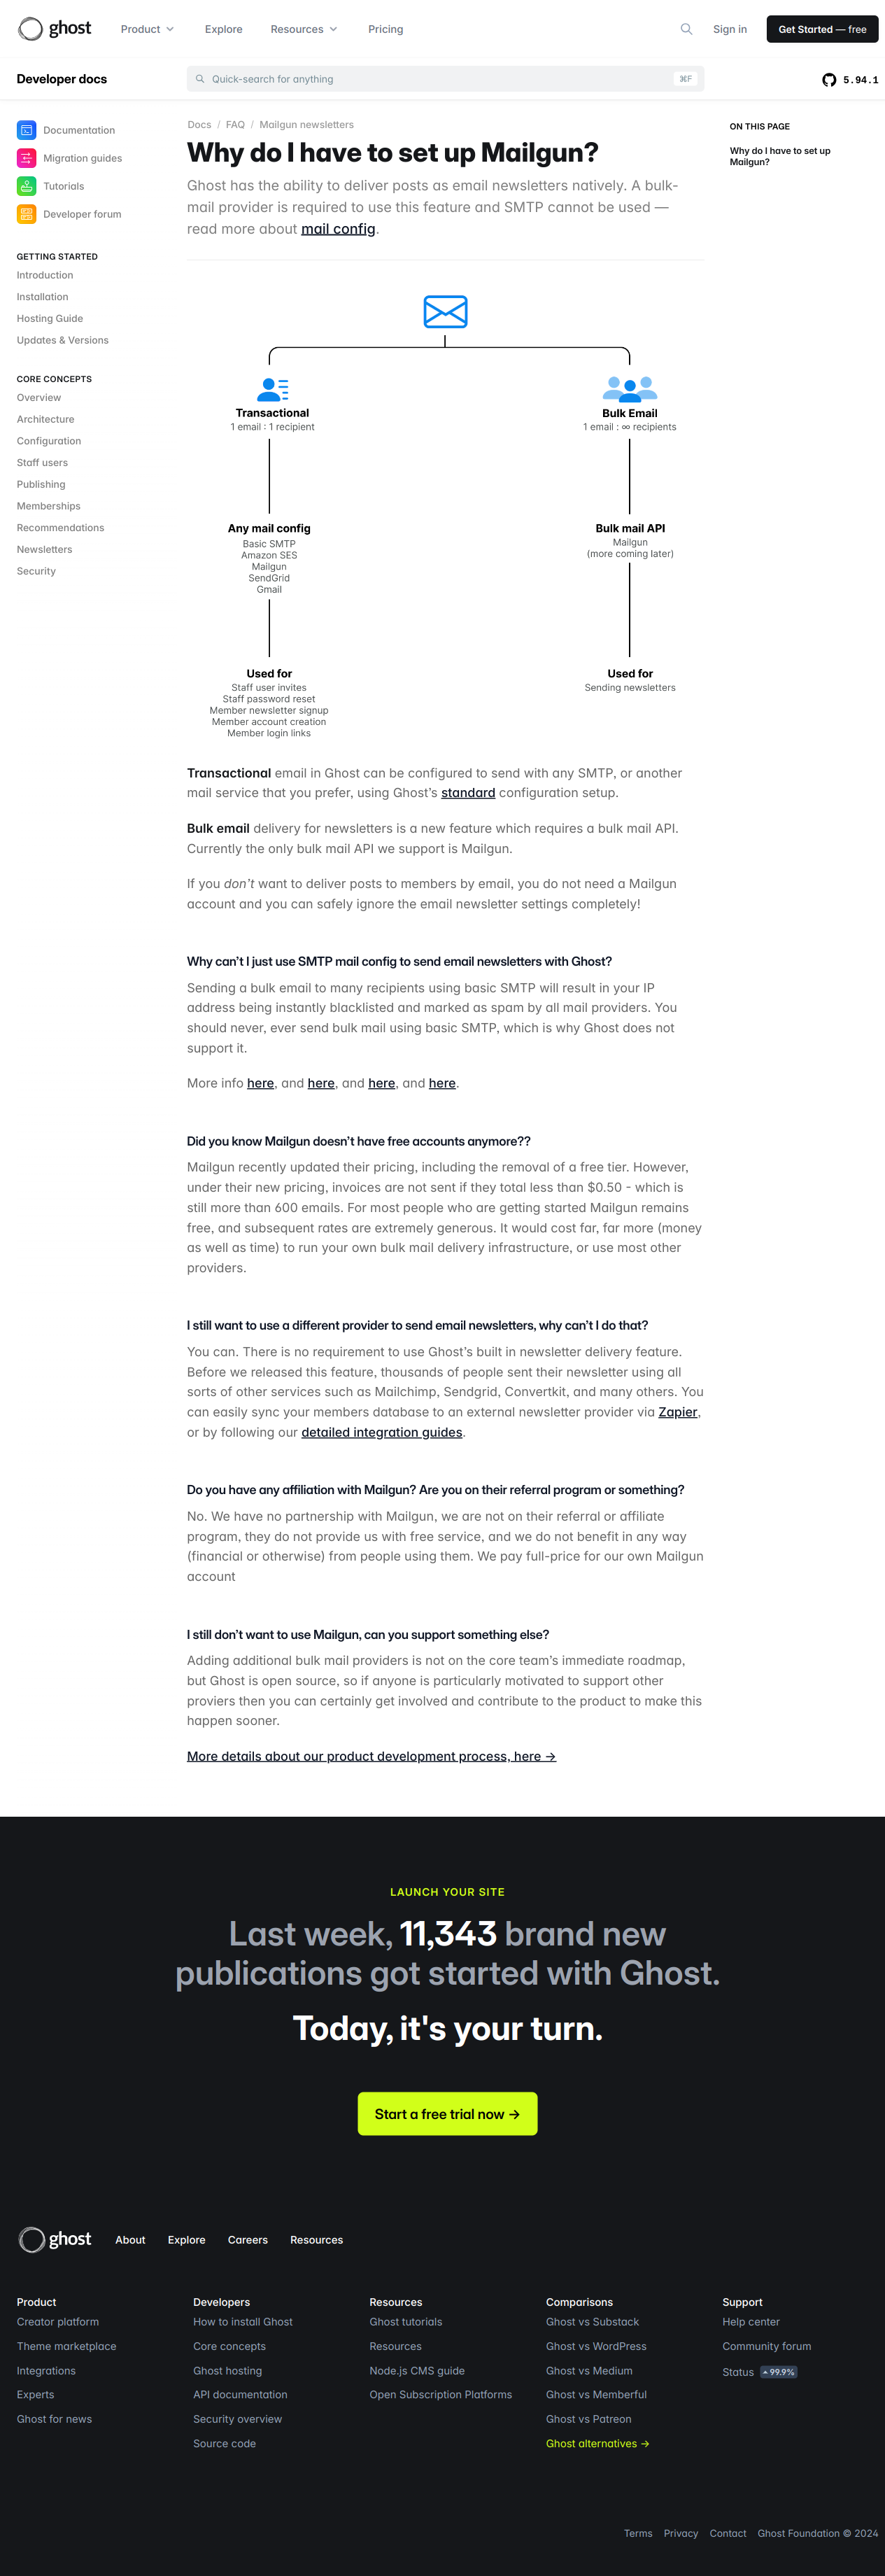 ghost
Product
Explore
Resources
Pricing
Sign in
Get Started — free
Developer docs
Quick-search for anything
⌘F
5.94.1
Documentation
Migration guides
Tutorials
Developer forum
GETTING STARTED
Introduction
Installation
Hosting Guide
Updates & Versions
CORE CONCEPTS
Overview
Architecture
Configuration
Staff users
Publishing
Memberships
Recommendations
Newsletters
Security
Docs / FAQ / Mailgun newsletters
Why do I have to set up Mailgun?
Ghost has the ability to deliver posts as email newsletters natively. A bulk-
mail provider is required to use this feature and SMTP cannot be used —
read more about mail config.
ON THIS PAGE
Why do I have to set up
Mailgun?
Transactional
1 email : 1 recipient
Any mail config
Basic SMTP
Amazon SES
Mailgun
SendGrid
Gmail
Used for
Staff user invites
Staff password reset
Member newsletter signup
Member account creation
Member login links
Bulk Email
1 email : ∞ recipients
Bulk mail API
Mailgun
(more coming later)
Used for
Sending newsletters
Transactional email in Ghost can be configured to send with any SMTP, or another
mail service that you prefer, using Ghost’s standard configuration setup.
Bulk email delivery for newsletters is a new feature which requires a bulk mail API.
Currently the only bulk mail API we support is Mailgun.
If you don’t want to deliver posts to members by email, you do not need a Mailgun
account and you can safely ignore the email newsletter settings completely!
Why can’t I just use SMTP mail config to send email newsletters with Ghost?
Sending a bulk email to many recipients using basic SMTP will result in your IP
address being instantly blacklisted and marked as spam by all mail providers. You
should never, ever send bulk mail using basic SMTP, which is why Ghost does not
support it.
More info here, and here, and here, and here.
Did you know Mailgun doesn’t have free accounts anymore??
Mailgun recently updated their pricing, including the removal of a free tier. However,
under their new pricing, invoices are not sent if they total less than $0.50 - which is
still more than 600 emails. For most people who are getting started Mailgun remains
free, and subsequent rates are extremely generous. It would cost far, far more (money
as well as time) to run your own bulk mail delivery infrastructure, or use most other
providers.
I still want to use a different provider to send email newsletters, why can’t I do that?
You can. There is no requirement to use Ghost’s built in newsletter delivery feature.
Before we released this feature, thousands of people sent their newsletter using all
sorts of other services such as Mailchimp, Sendgrid, Convertkit, and many others. You
can easily sync your members database to an external newsletter provider via Zapier,
or by following our detailed integration guides.
Do you have any affiliation with Mailgun? Are you on their referral program or something?
No. We have no partnership with Mailgun, we are not on their referral or affiliate
program, they do not provide us with free service, and we do not benefit in any way
(financial or otherwise) from people using them. We pay full-price for our own Mailgun
account
I still don’t want to use Mailgun, can you support something else?
Adding additional bulk mail providers is not on the core team’s immediate roadmap,
but Ghost is open source, so if anyone is particularly motivated to support other
proviers then you can certainly get involved and contribute to the product to make this
happen sooner.
More details about our product development process, here →
LAUNCH YOUR SITE
Last week, 11,343 brand new
publications got started with Ghost.
Today, it's your turn.
Start a free trial now →
ghost
About
Explore
Careers
Resources
Product
Creator platform
Theme marketplace
Integrations
Experts
Ghost for news
Developers
How to install Ghost
Core concepts
Ghost hosting
API documentation
Security overview
Source code
Resources
Ghost tutorials
Resources
Node.js CMS guide
Open Subscription Platforms
Comparisons
Ghost vs Substack
Ghost vs WordPress
Ghost vs Medium
Ghost vs Memberful
Ghost vs Patreon
Ghost alternatives →
Support
Help center
Community forum
Status 99.9%
Terms
Privacy
Contact
Ghost Foundation © 2024